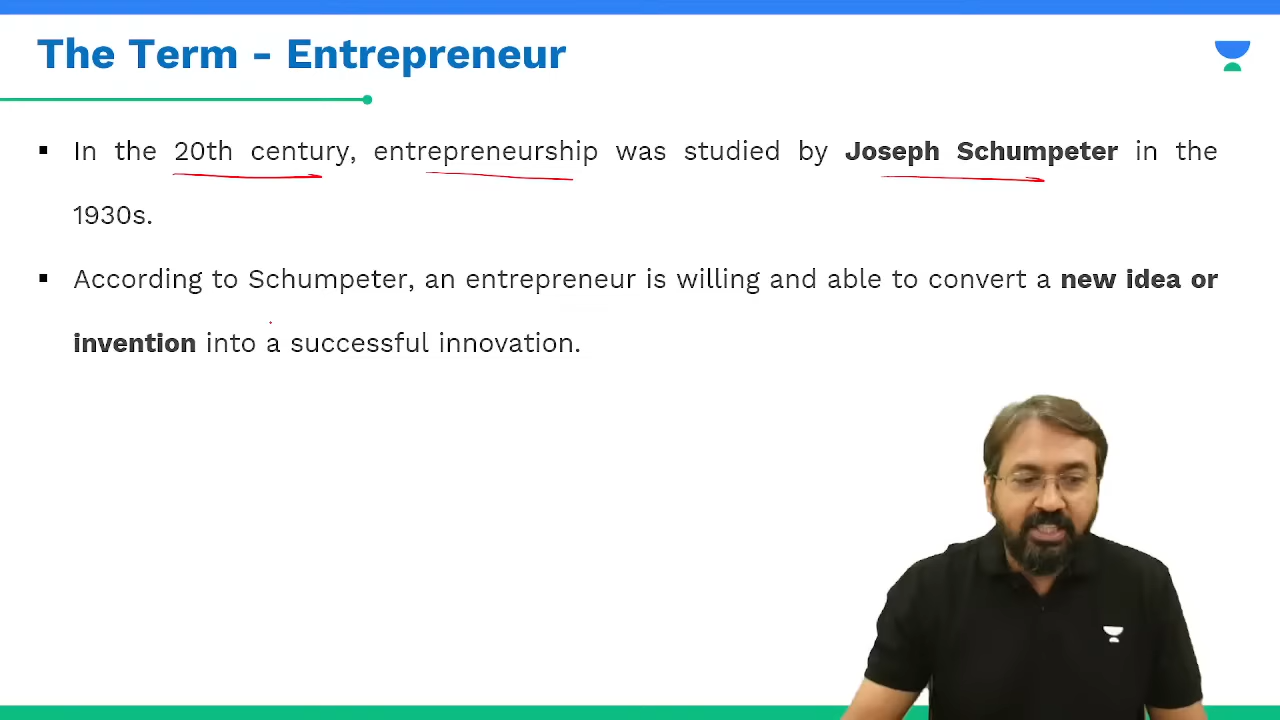 The Term - Entrepreneur
▪ In the 20th century, entrepreneurship was studied by Joseph Schumpeter in the
1930s.
▪ According to Schumpeter, an entrepreneur is willing and able to convert a new idea or
invention into a successful innovation.